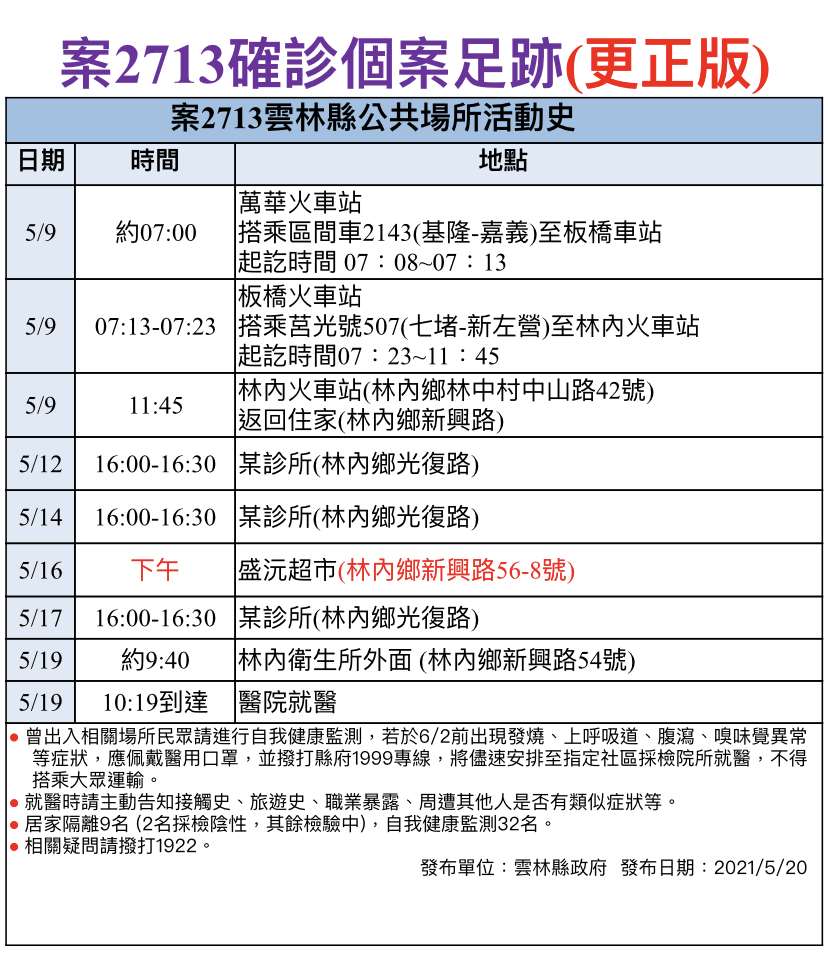 案2713確診個案足跡(更正版)
案2713雲林縣公共場所活動史
日期 時間 地點
5/9 約07:00 萬華火車站
搭乘區間車2143(基隆-嘉義)至板橋車站
起訖時間 07：08~07：13
5/9 07:13-07:23 板橋火車站
搭乘莒光號507(七堵-新左營)至林內火車站
起訖時間07：23~11：45
5/9 11:45 林內火車站(林內鄉林中村中山路42號)
返回住家(林內鄉新興路)
5/12 16:00-16:30 某診所(林內鄉光復路)
5/14 16:00-16:30 某診所(林內鄉光復路)
5/16 下午 盛沅超市(林內鄉新興路56-8號)
5/17 16:00-16:30 某診所(林內鄉光復路)
5/19 約9:40 林內衛生所外面 (林內鄉新興路54號)
5/19 10:19到達 醫院就醫
• 曾出入相關場所民眾請進行自我健康監測，若於6/2前出現發燒、上呼吸道、腹瀉、嗅味覺異常
等症狀，應佩戴醫用口罩，並撥打縣府1999專線，將儘速安排至指定社區採檢院所就醫，不得
搭乘大眾運輸。
• 就醫時請主動告知接觸史、旅遊史、職業暴露、周遭其他人是否有類似症狀等。
• 居家隔離9名 (2名採檢陰性，其餘檢驗中)，自我健康監測32名。
• 相關疑問請撥打1922。
發布單位：雲林縣政府 發布日期：2021/5/20